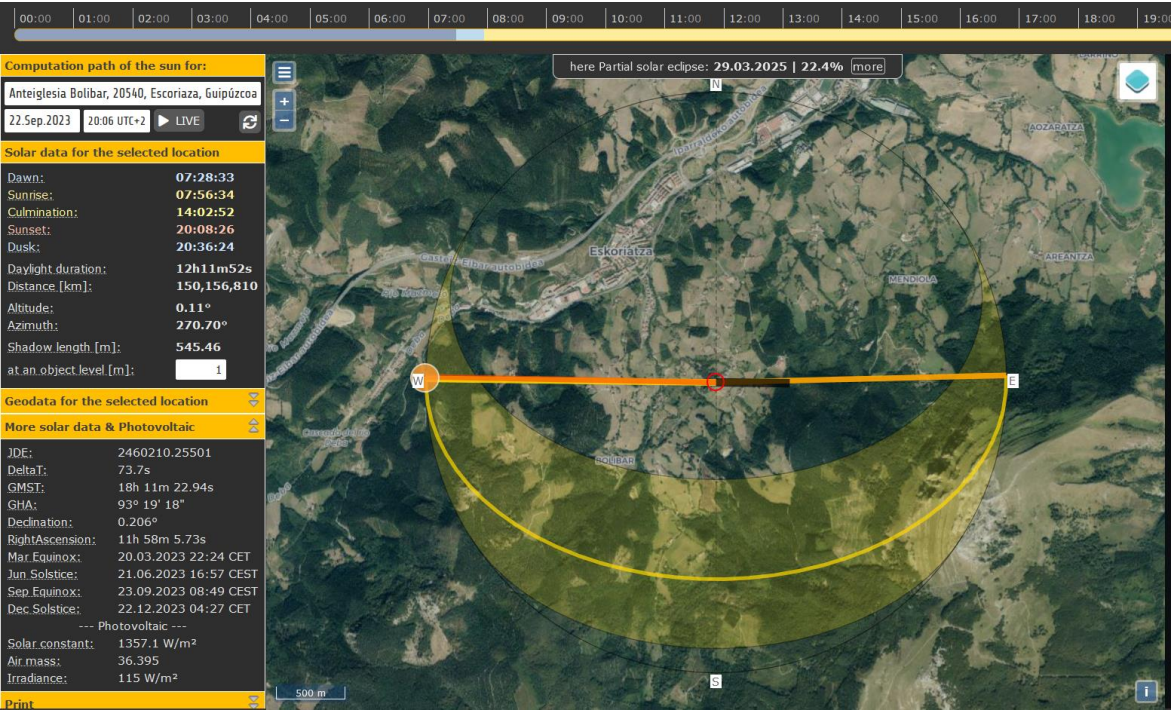 00:00 01:00 02:00 03:00 04:00 05:00 06:00 07:00 08:00 09:00 10:00 11:00 12:00 13:00 14:00 15:00 16:00 17:00 18:00 19:0
Computation path of the sun for:
Anteiglesia Bolibar, 20540, Escoriaza, Guipúzcoa
22.Sep.2023 20:06 UTC+2 LIVE
Solar data for the selected location
Dawn: 07:28:33
Sunrise: 07:56:34
Culmination: 14:02:52
Sunset: 20:08:26
Dusk: 20:36:24
Daylight duration: 12h11m52s
Distance [km]: 150,156,810
Altitude: 0.11°
Azimuth: 270.70°
Shadow length [m]: 545.46
at an object level [m]: 1
Geodata for the selected location
More solar data & Photovoltaic
JDE: 2460210.25501
DeltaT: 73.7s
GMST: 18h 11m 22.94s
GHA: 93° 19' 18"
Declination: 0.206°
RightAscension: 11h 58m 5.73s
Mar Equinox: 20.03.2023 22:24 CET
Jun Solstice: 21.06.2023 16:57 CEST
Sep Equinox: 23.09.2023 08:49 CEST
Dec Solstice: 22.12.2023 04:27 CET
--- Photovoltaic ---
Solar constant: 1357.1 W/m²
Air mass: 36.395
Irradiance: 115 W/m²
Print
here Partial solar eclipse: 29.03.2025 | 22.4% more
+
−
N
Iparraldeko autobidea
AOZARATZA
Eskoriatza
Gasteiz-Eibar autobidea
AREANTZA
MENDIOLA
W
E
BOLIBAR
S
500 m
i